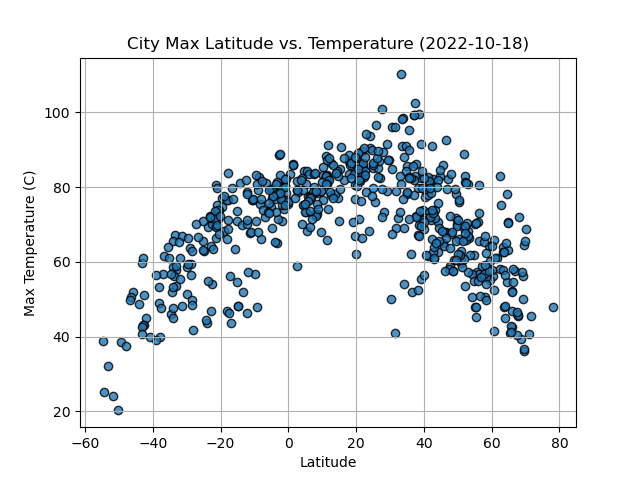 City Max Latitude vs. Temperature (2022-10-18)
Max Temperature (C)
100
80
60
40
20
−60 −40 −20 0 20 40 60 80
Latitude